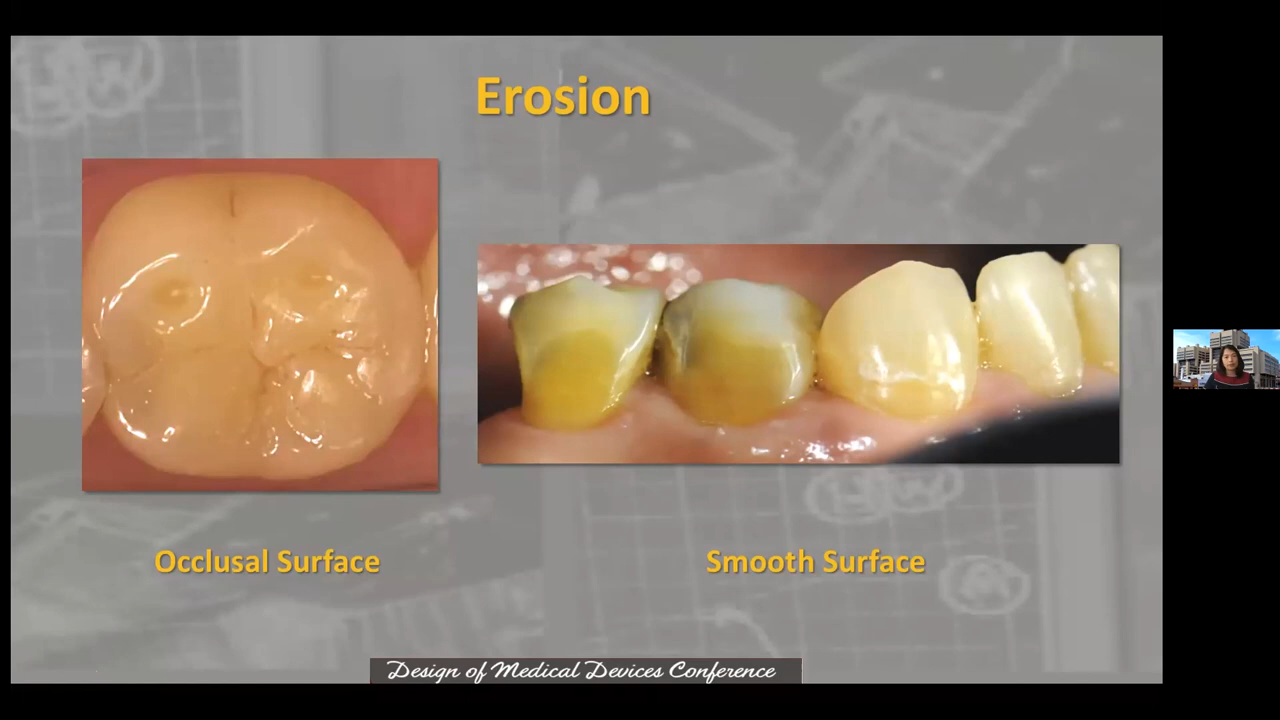 Erosion
Occlusal Surface
Smooth Surface
Design of Medical Devices Conference